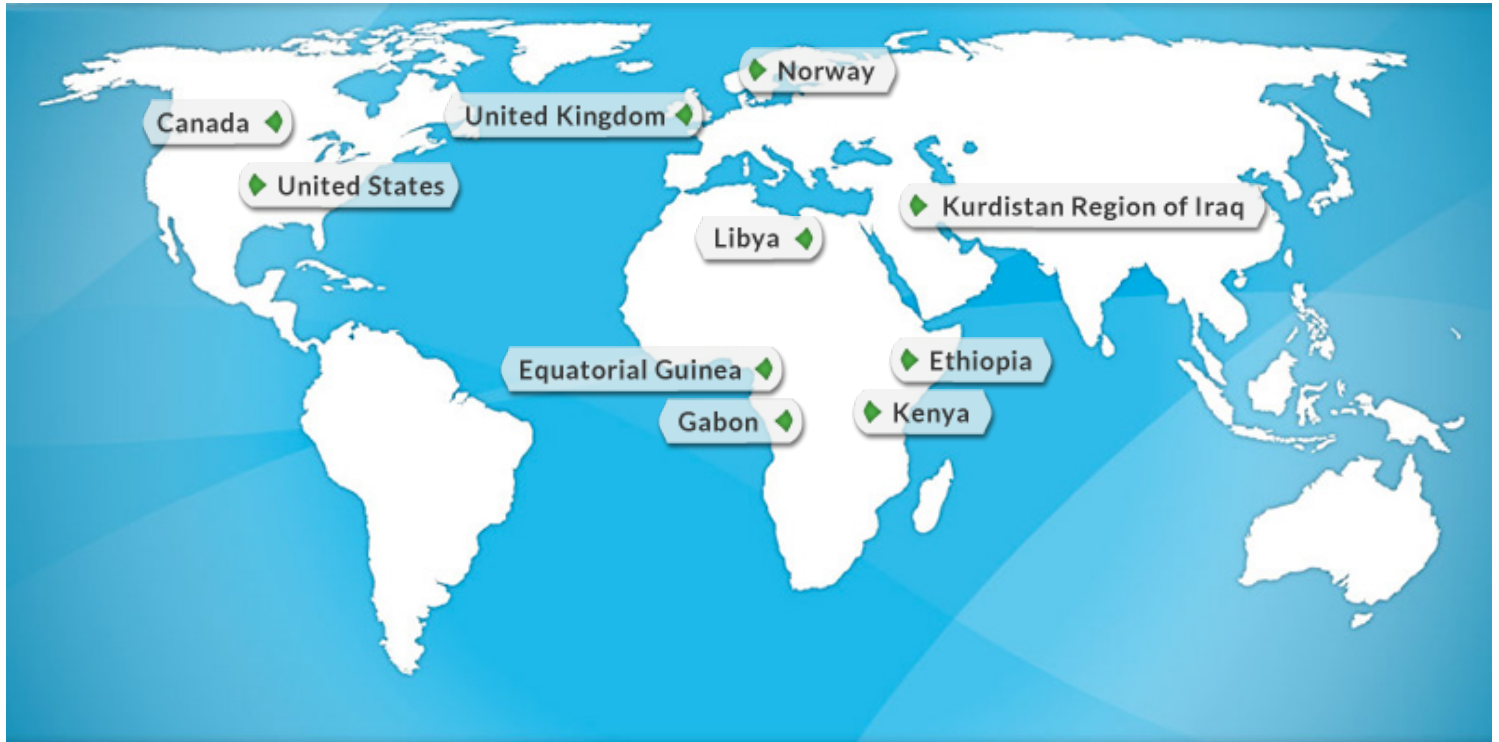 Norway
United Kingdom
Canada
United States
Kurdistan Region of Iraq
Libya
Equatorial Guinea
Ethiopia
Gabon
Kenya